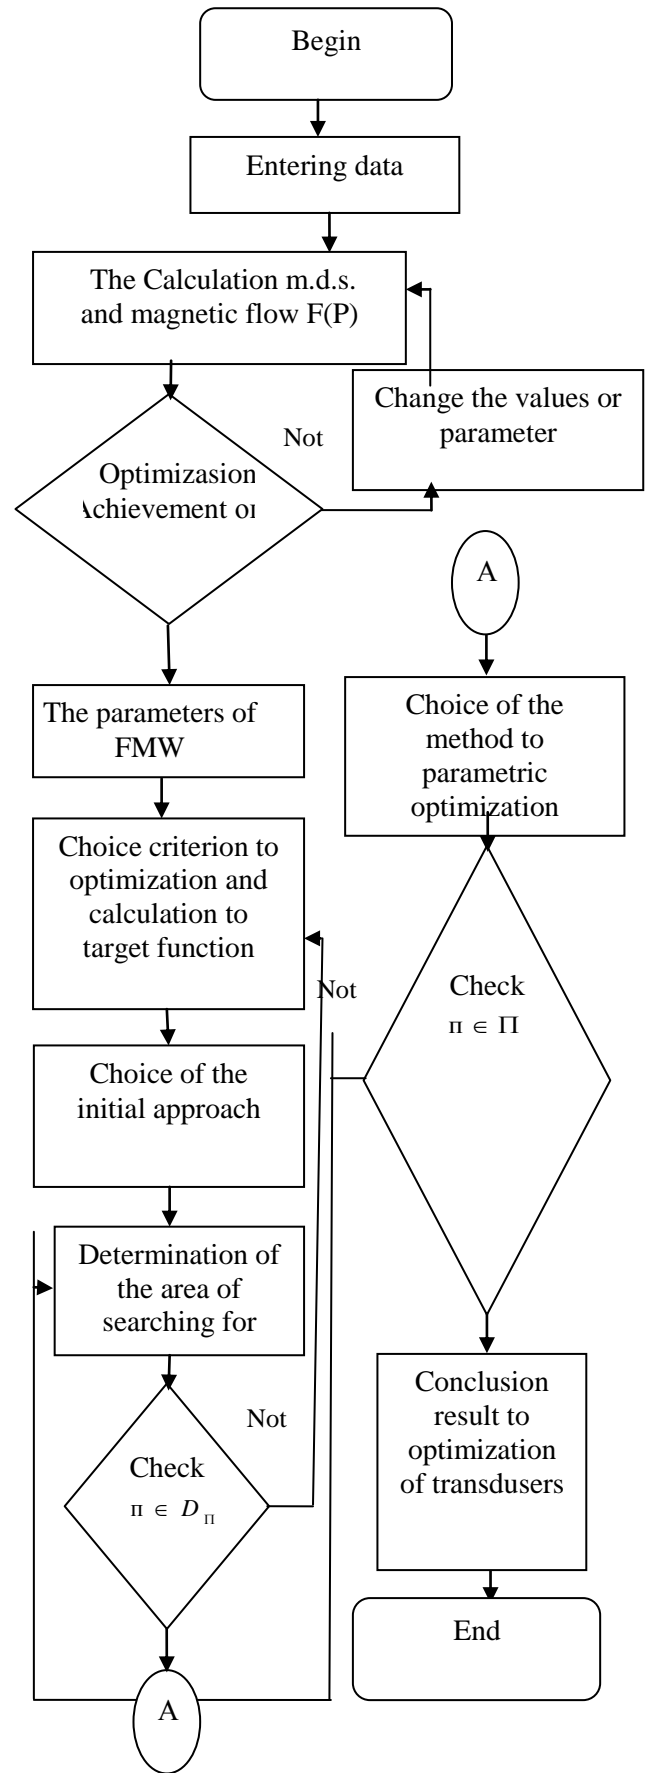 Begin
Entering data
The Calculation m.d.s.
and magnetic flow F(P)
Change the values or
parameter
Not
Optimizasion
Achievement or
The parameters of
FMW
Choice criterion to
optimization and
calculation to
target function
Choice of the
initial approach
Determination of
the area of
searching for
Not
Check
п ∈ D П
A
A
Choice of the
method to
parametric
optimization
Not
Check
п ∈ П
Conclusion
result to
optimization
of transdusers
End